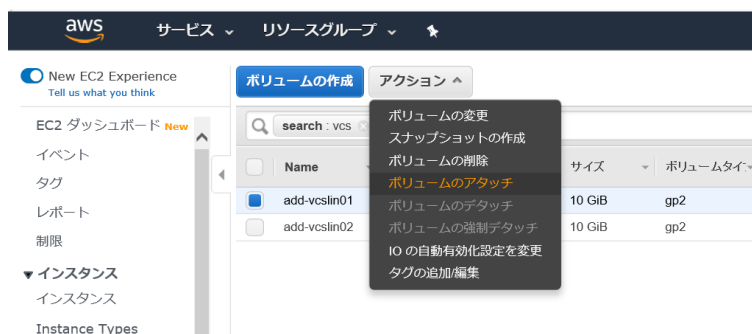 aws サービス リソースグループ
New EC2 Experience
Tell us what you think
EC2 ダッシュボード New
イベント
タグ
レポート
制限
インスタンス
インスタンス
Instance Types
ボリュームの作成 アクション
search : vcs
Name サイズ ボリュームタイ
add-vcslin01 10 GiB gp2
add-vcslin02 10 GiB gp2
ボリュームの変更
スナップショットの作成
ボリュームの削除
ボリュームのアタッチ
ボリュームのデタッチ
ボリュームの強制デタッチ
IO の自動有効化設定を変更
タグの追加/編集